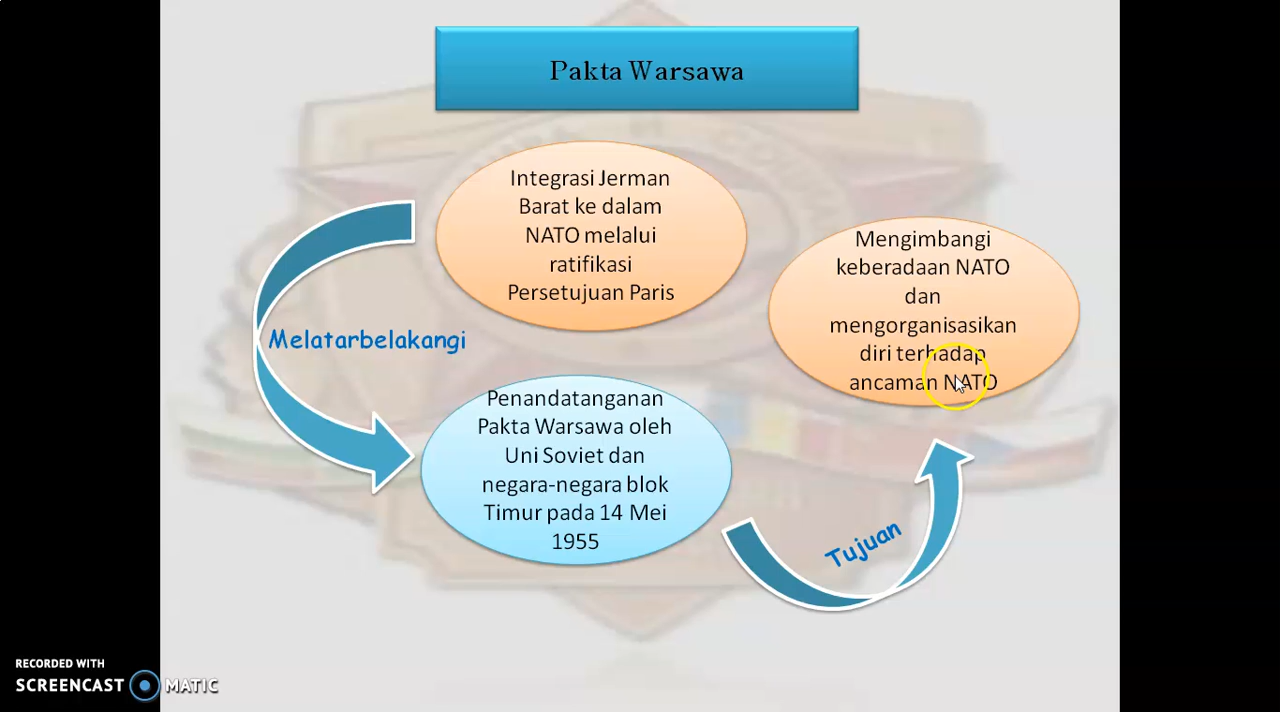 Pakta Warsawa
Integrasi Jerman
Barat ke dalam
NATO melalui
ratifikasi
Persetujuan Paris
Melatarbelakangi
Penandatanganan
Pakta Warsawa oleh
Uni Soviet dan
negara-negara blok
Timur pada 14 Mei
1955
Tujuan
Mengimbangi
keberadaan NATO
dan
mengorganisasikan
diri terhadap
ancaman NATO
RECORDED WITH
SCREENCAST MATIC